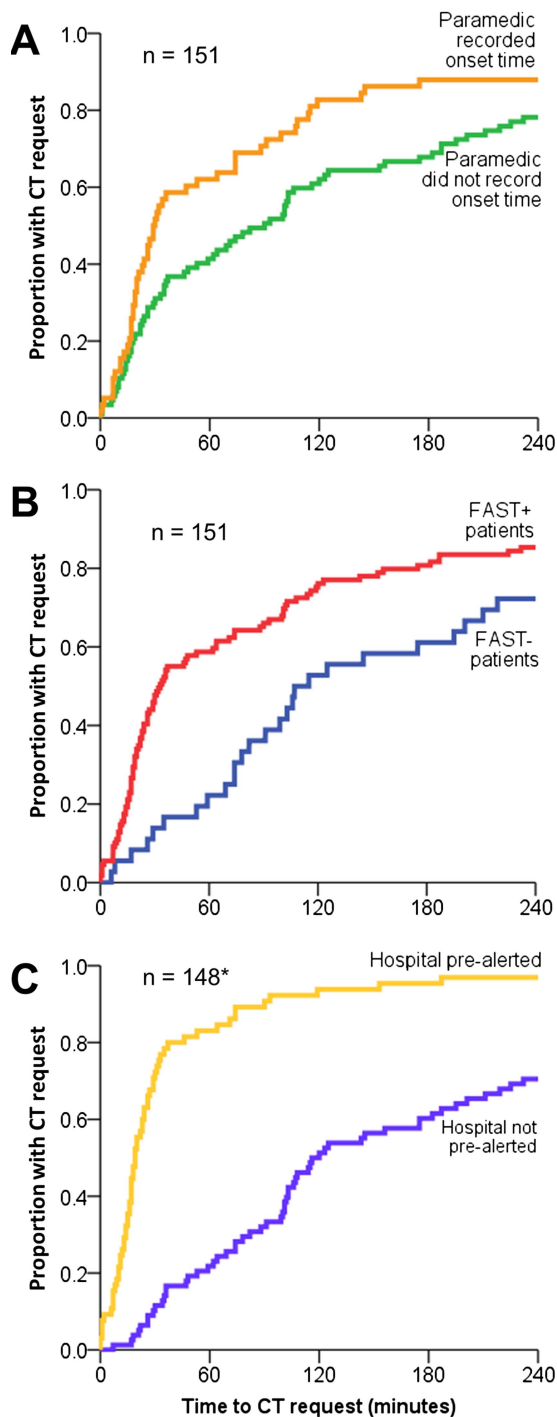 A
n = 151
Paramedic
recorded
onset time
Paramedic
did not record
onset time
Proportion with CT request
1.0
0.8
0.6
0.4
0.2
0.0
0 60 120 180 240
B
n = 151
FAST+
patients
FAST-
patients
Proportion with CT request
1.0
0.8
0.6
0.4
0.2
0.0
0 60 120 180 240
C
n = 148*
Hospital pre-alerted
Hospital not
pre-alerted
Proportion with CT request
1.0
0.8
0.6
0.4
0.2
0.0
0 60 120 180 240
Time to CT request (minutes)